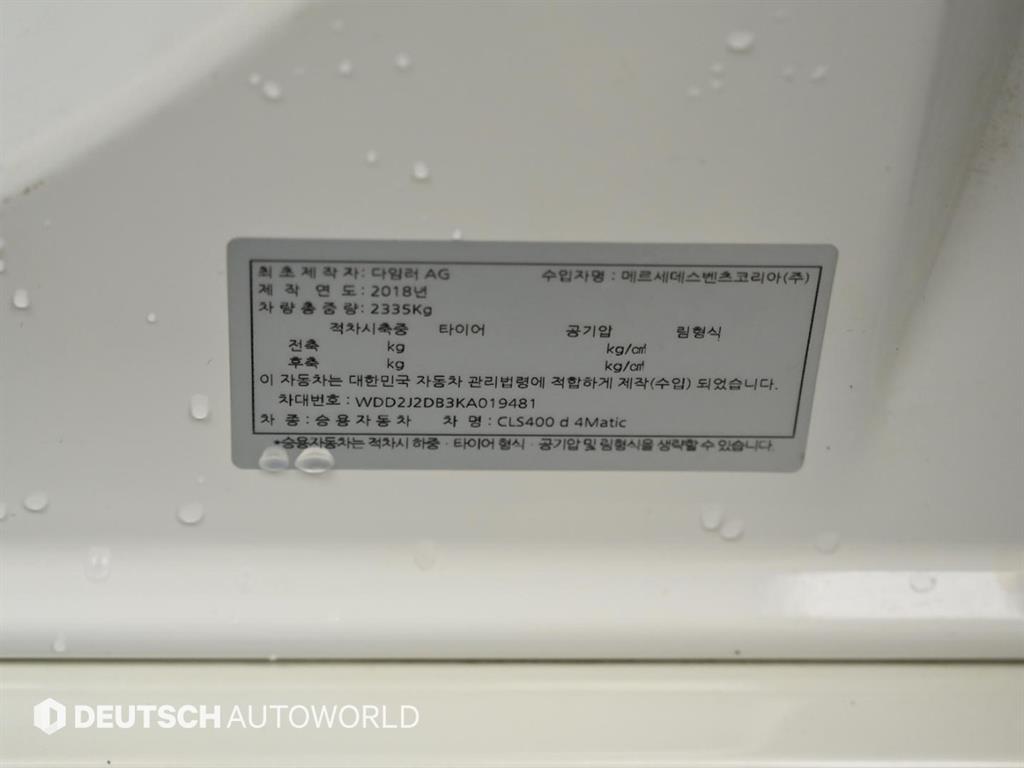 최초제작자: 다임러 AG 수입자명 : 메르세데스벤츠코리아(주)
제 작 연 도: 2018년
차량총중량: 2335Kg
적차시축중 타이어 공기압 림형식
전축 kg kg/㎠
후축 kg kg/㎠
이 자동차는 대한민국 자동차 관리법령에 적합하게 제작(수입) 되었습니다.
차대번호 : WDD2J2DB3KA019481
차 종 : 승용자동차 차 명 : CLS400 d 4Matic
*승용자동차는 적차시 하중 · 타이어 형식 · 공기압 및 림형식을 생략할 수 있습니다.
DEUTSCH AUTOWORLD